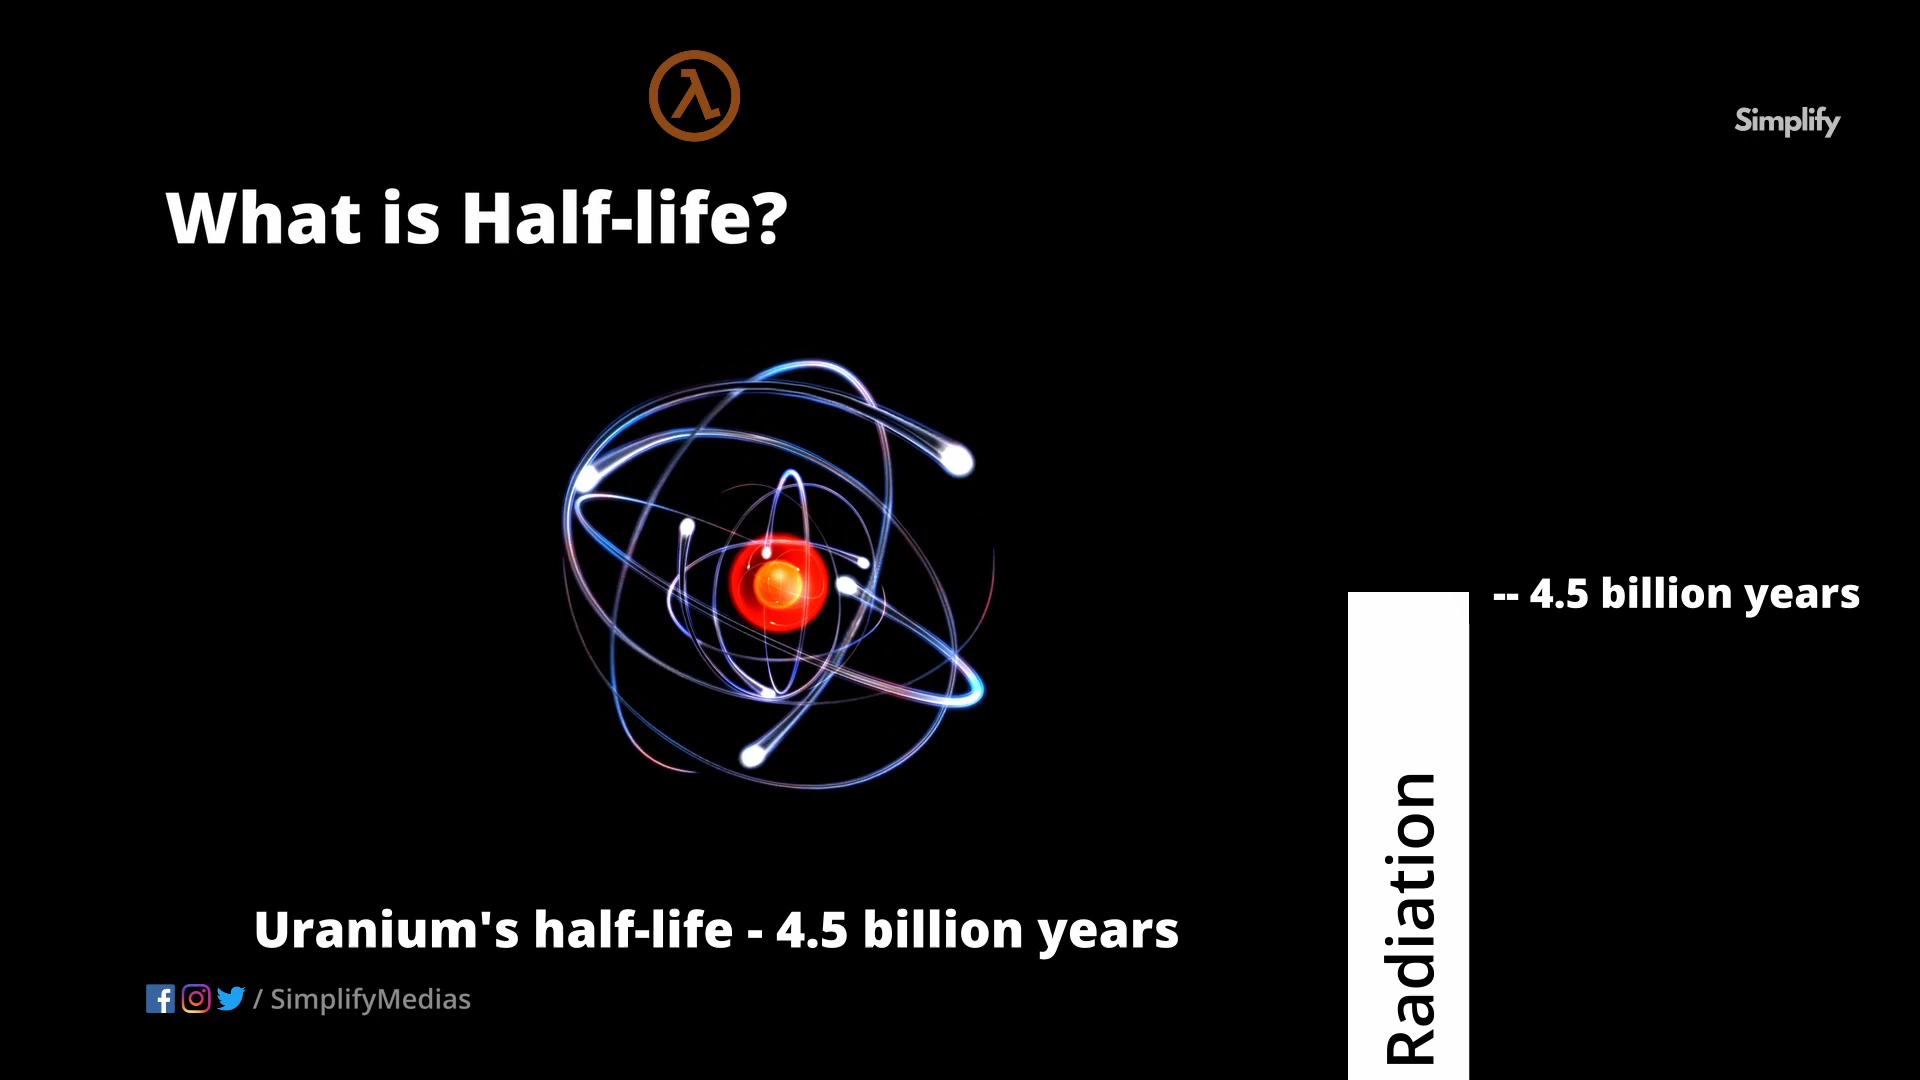 λ
Simplify
What is Half-life?
-- 4.5 billion years
Radiation
Uranium's half-life - 4.5 billion years
/ SimplifyMedias